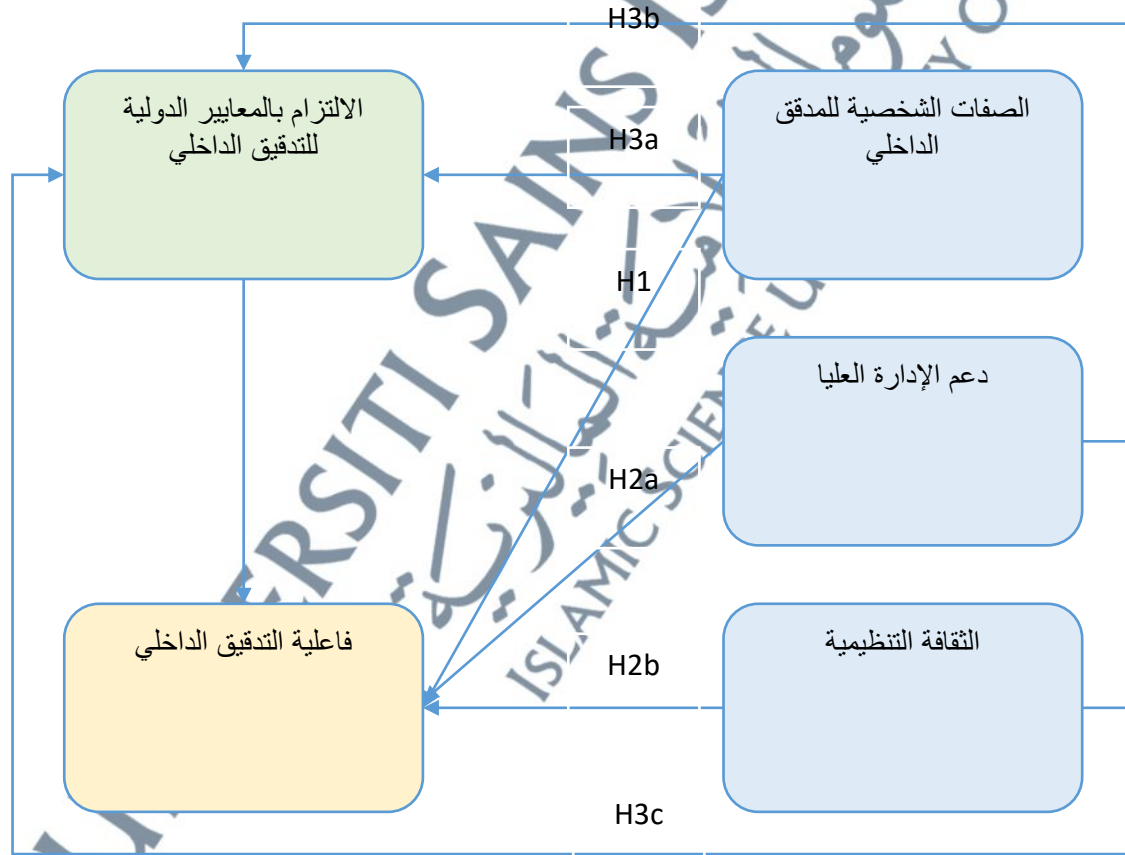 H3b
الالتزام بالمعايير الدولية
للتدقيق الداخلي
H3a
الصفات الشخصية للمدقق
الداخلي
H1
دعم الإدارة العليا
H2a
فاعلية التدقيق الداخلي
H2b
الثقافة التنظيمية
H3c
UNIVERSITI SAINS
ISLAMIC SCIENCE